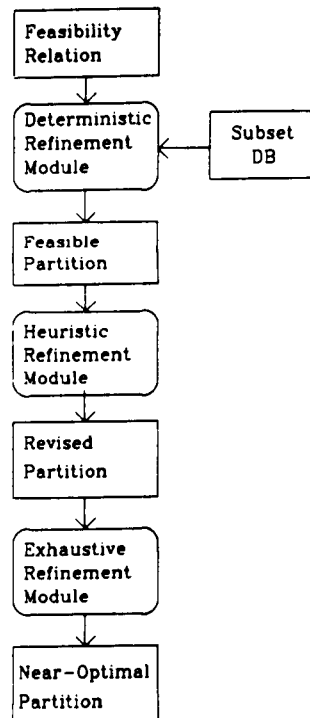 Feasibility
Relation
Deterministic
Refinement
Module
Subset
DB
Feasible
Partition
Heuristic
Refinement
Module
Revised
Partition
Exhaustive
Refinement
Module
Near-Optimal
Partition